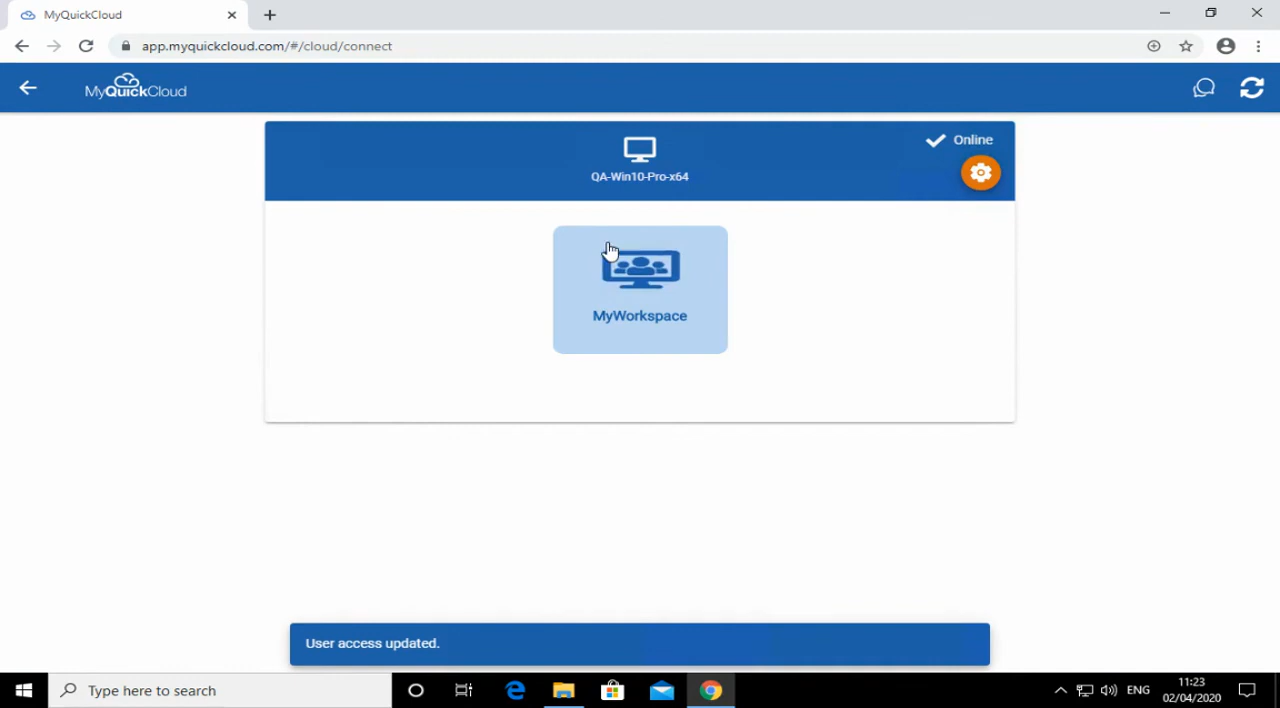 MyQuickCloud
app.myquickcloud.com/#/cloud/connect
MyQuickCloud
Online
QA-Win10-Pro-x64
MyWorkspace
User access updated.
Type here to search
ENG
11:23
02/04/2020